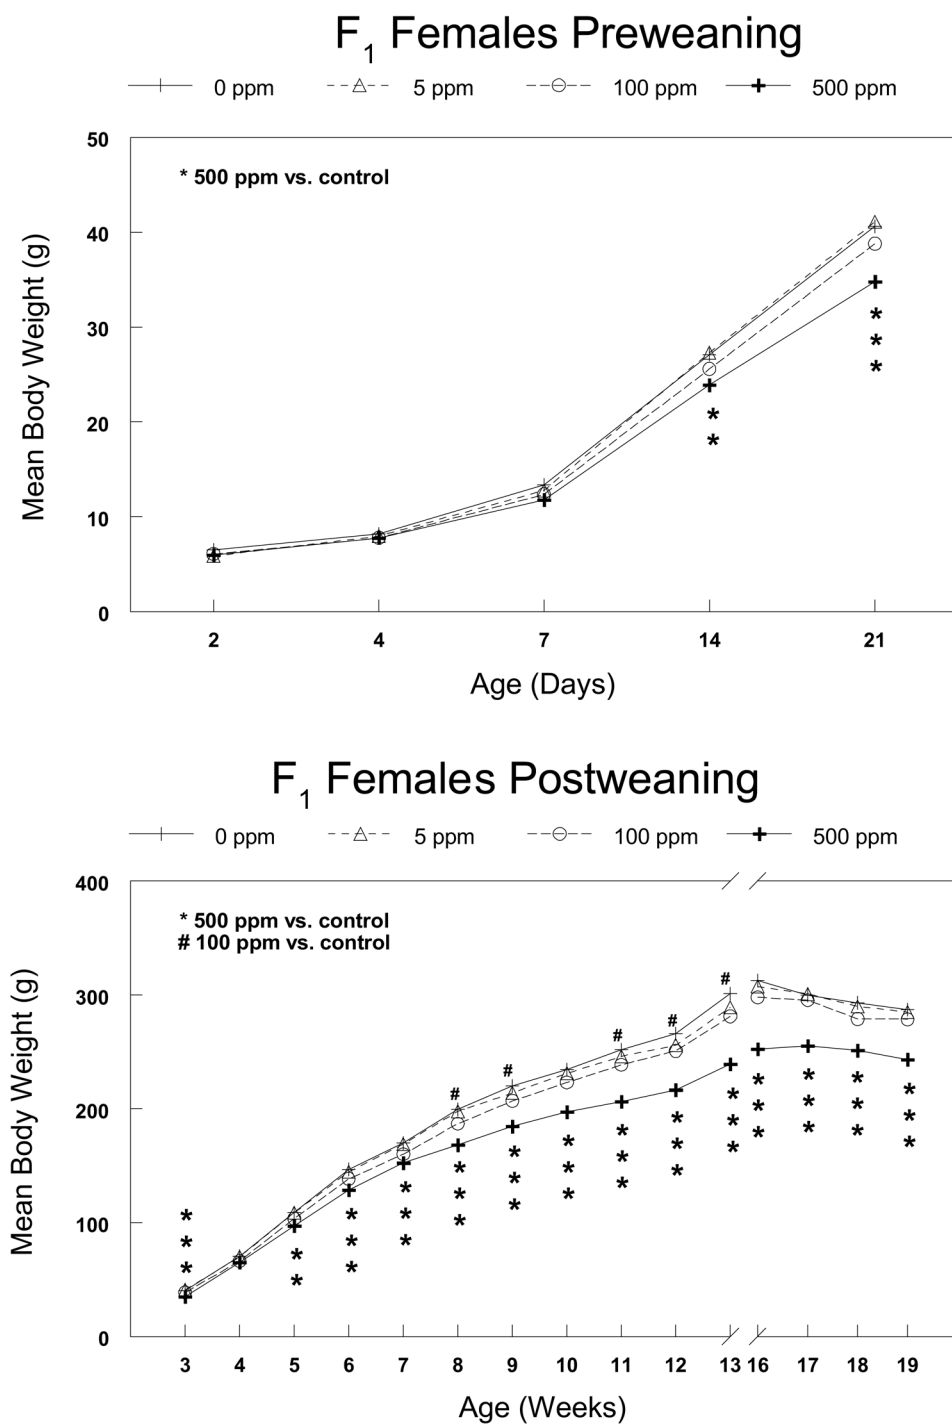 F1 Females Preweaning
0 ppm 5 ppm 100 ppm 500 ppm
50
* 500 ppm vs. control
40
30
20
10
0
Mean Body Weight (g)
*
*
*
*
*
2 4 7 14 21
Age (Days)
F1 Females Postweaning
0 ppm 5 ppm 100 ppm 500 ppm
400
* 500 ppm vs. control
# 100 ppm vs. control
300
200
100
0
Mean Body Weight (g)
# # # # #
* * *
* *
* * *
* * *
* * *
* * *
* * *
* * *
* * *
* * *
* * *
* * *
* * *
* * *
3 4 5 6 7 8 9 10 11 12 13 16 17 18 19
Age (Weeks)